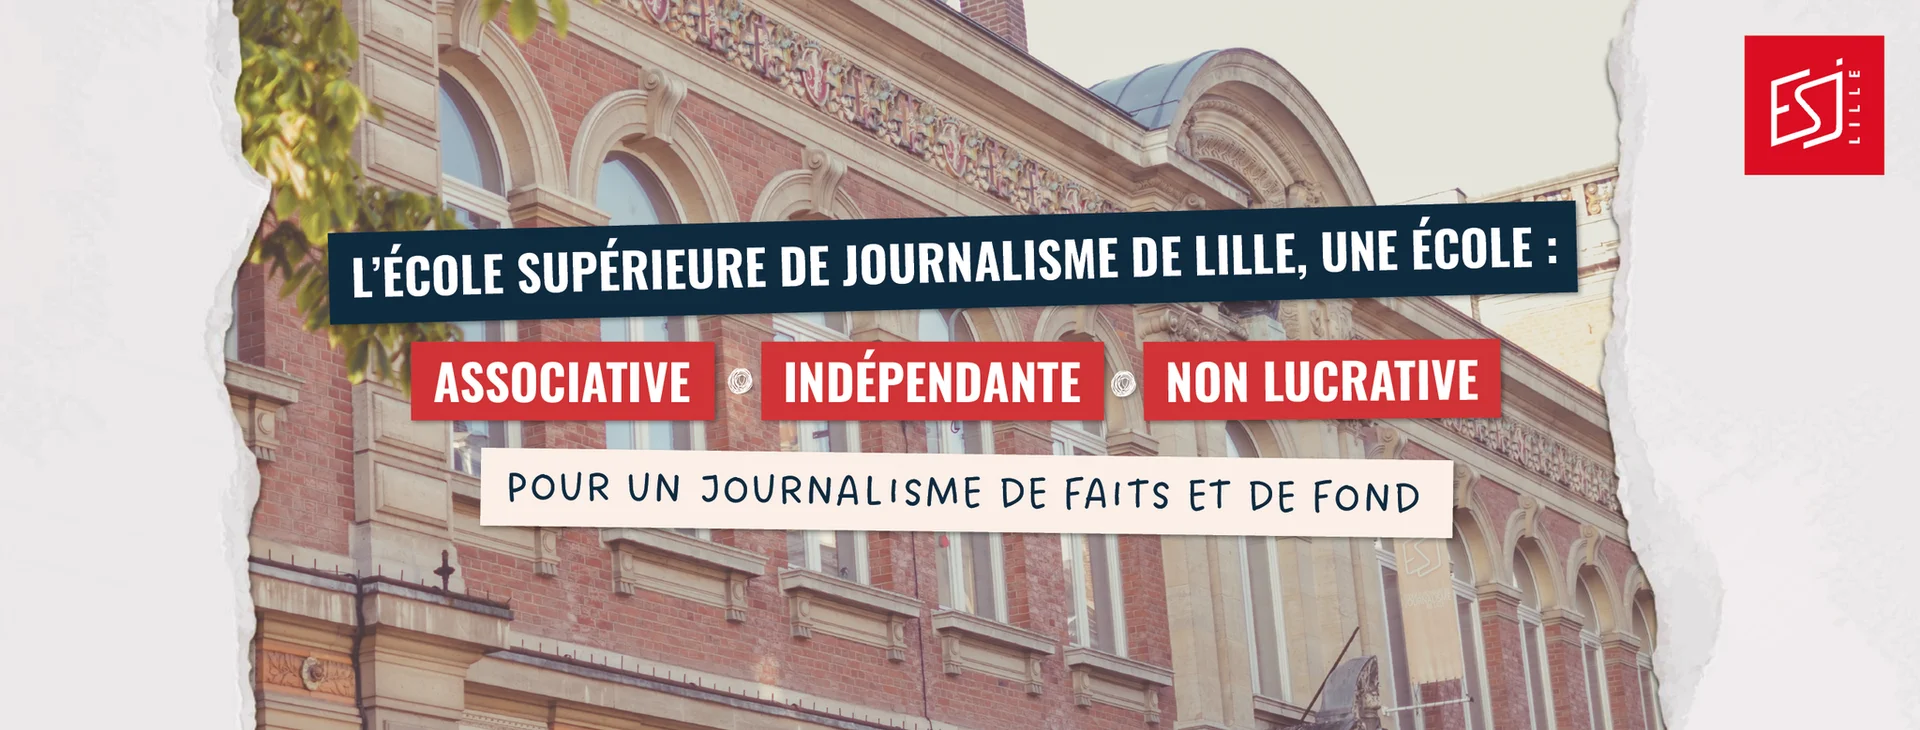 ESJ LILLE
L'ÉCOLE SUPÉRIEURE DE JOURNALISME DE LILLE, UNE ÉCOLE :
ASSOCIATIVE INDÉPENDANTE NON LUCRATIVE
POUR UN JOURNALISME DE FAITS ET DE FOND
ESJ